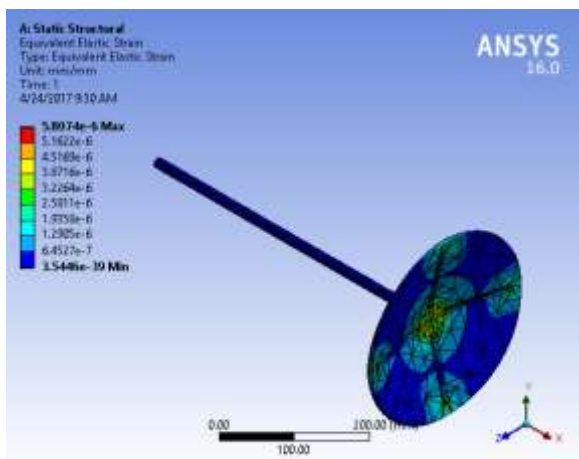 A: Static Structural
Equivalent Elastic Strain
Type: Equivalent Elastic Strain
Unit: mm/mm
Time: 1
4/24/2017 9:30 AM
ANSYS
16.0
5.8074e-6 Max
5.1622e-6
4.5169e-6
3.8716e-6
3.2264e-6
2.5811e-6
1.9358e-6
1.2905e-6
6.4527e-7
3.5446e-39 Min
0.00
200.00
100.00
Y
Z
X